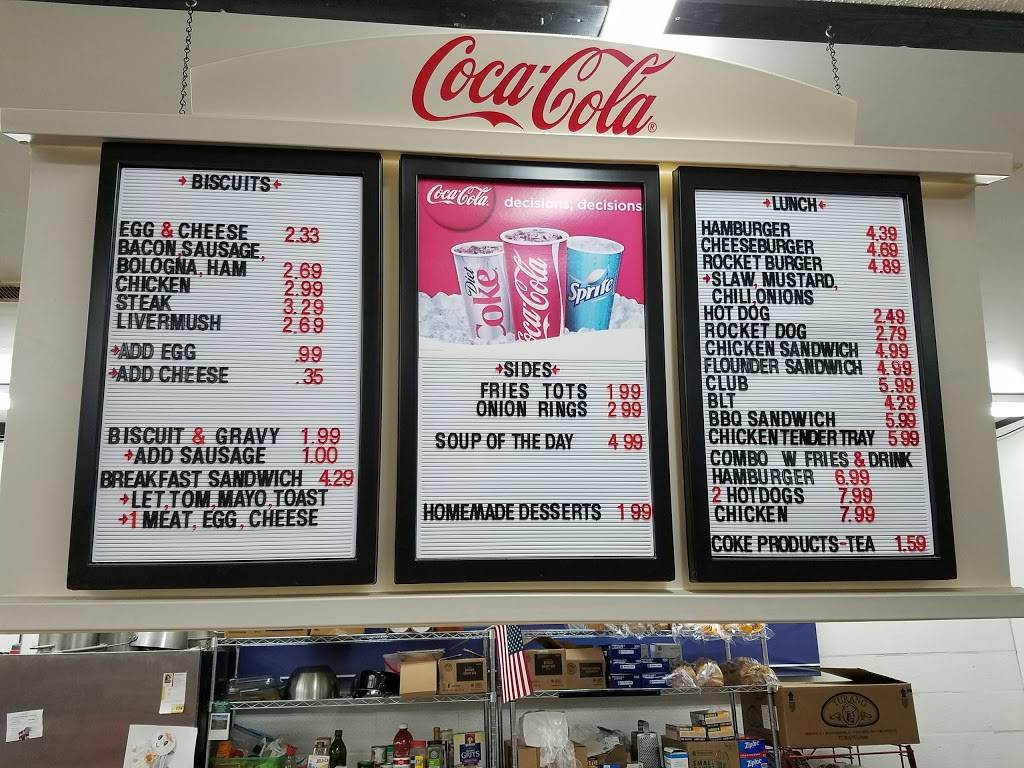 Coca-Cola®
→BISCUITS←
EGG & CHEESE 2.33
BACON,SAUSAGE,
BOLOGNA, HAM 2.69
CHICKEN 2.99
STEAK 3.29
LIVERMUSH 2.69
→ADD EGG .99
→ADD CHEESE .35
BISCUIT & GRAVY 1.99
→ADD SAUSAGE 1.00
BREAKFAST SANDWICH 4.29
→LET,TOM,MAYO,TOAST
→1 MEAT, EGG, CHEESE
Coca-Cola decisions, decisions
Diet Coke
Coca-Cola
Sprite
→SIDES←
FRIES TOTS 1 99
ONION RINGS 2 99
SOUP OF THE DAY 4 99
HOMEMADE DESSERTS 1 99
→LUNCH←
HAMBURGER 4.39
CHEESEBURGER 4.69
ROCKET BURGER 4.89
→SLAW, MUSTARD,
CHILI,ONIONS
HOT DOG 2.49
ROCKET DOG 2.79
CHICKEN SANDWICH 4.99
FLOUNDER SANDWICH 4.99
CLUB 5.99
BLT 4.29
BBQ SANDWICH 5.99
CHICKEN TENDER TRAY 5 99
COMBO W FRIES & DRINK
HAMBURGER 6.99
2 HOTDOGS 7.99
CHICKEN 7.99
COKE PRODUCTS-TEA 1.59
QUAKER
GRITS
Ziploc
Ziploc